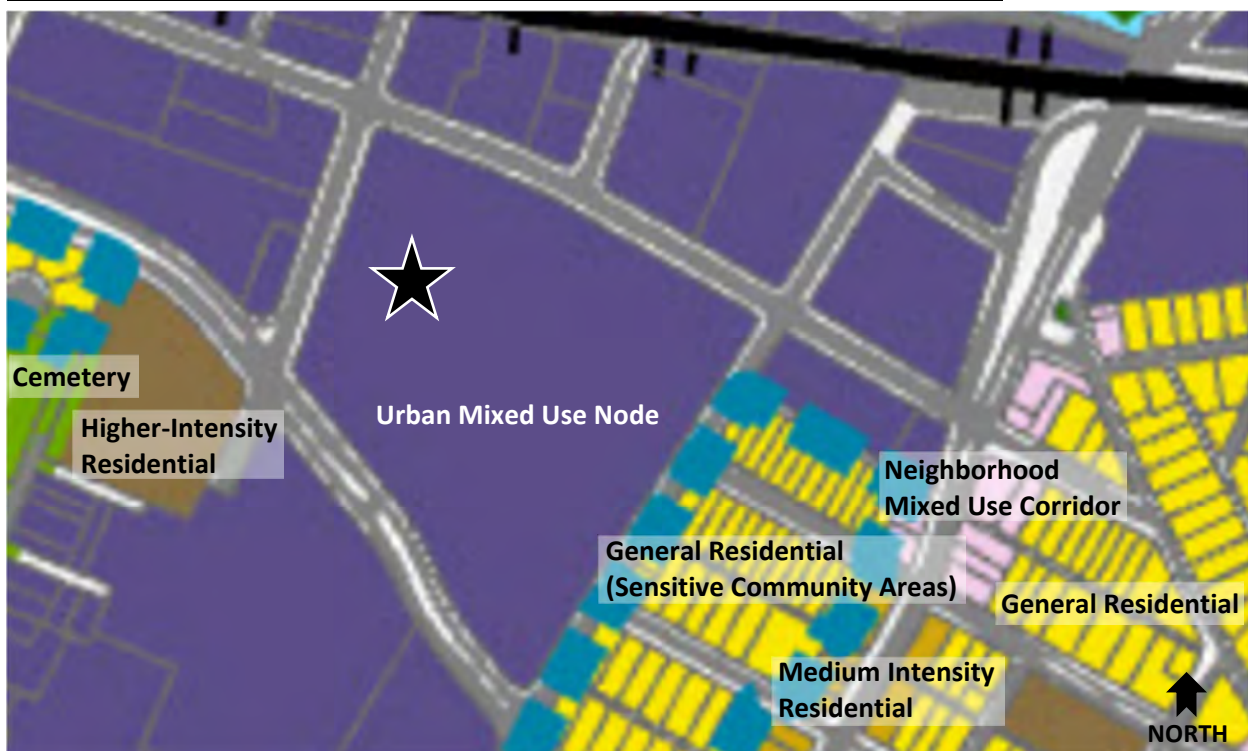 Cemetery
Higher-Intensity
Residential
Urban Mixed Use Node
Neighborhood
Mixed Use Corridor
General Residential
(Sensitive Community Areas)
General Residential
Medium Intensity
Residential
NORTH